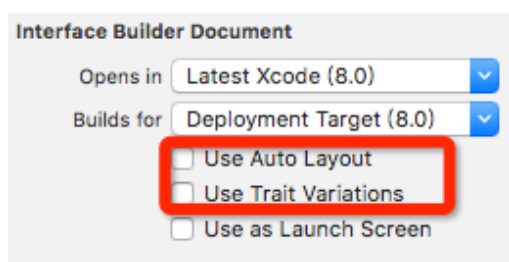 Interface Builder Document
Opens in Latest Xcode (8.0)
Builds for Deployment Target (8.0)
Use Auto Layout
Use Trait Variations
Use as Launch Screen